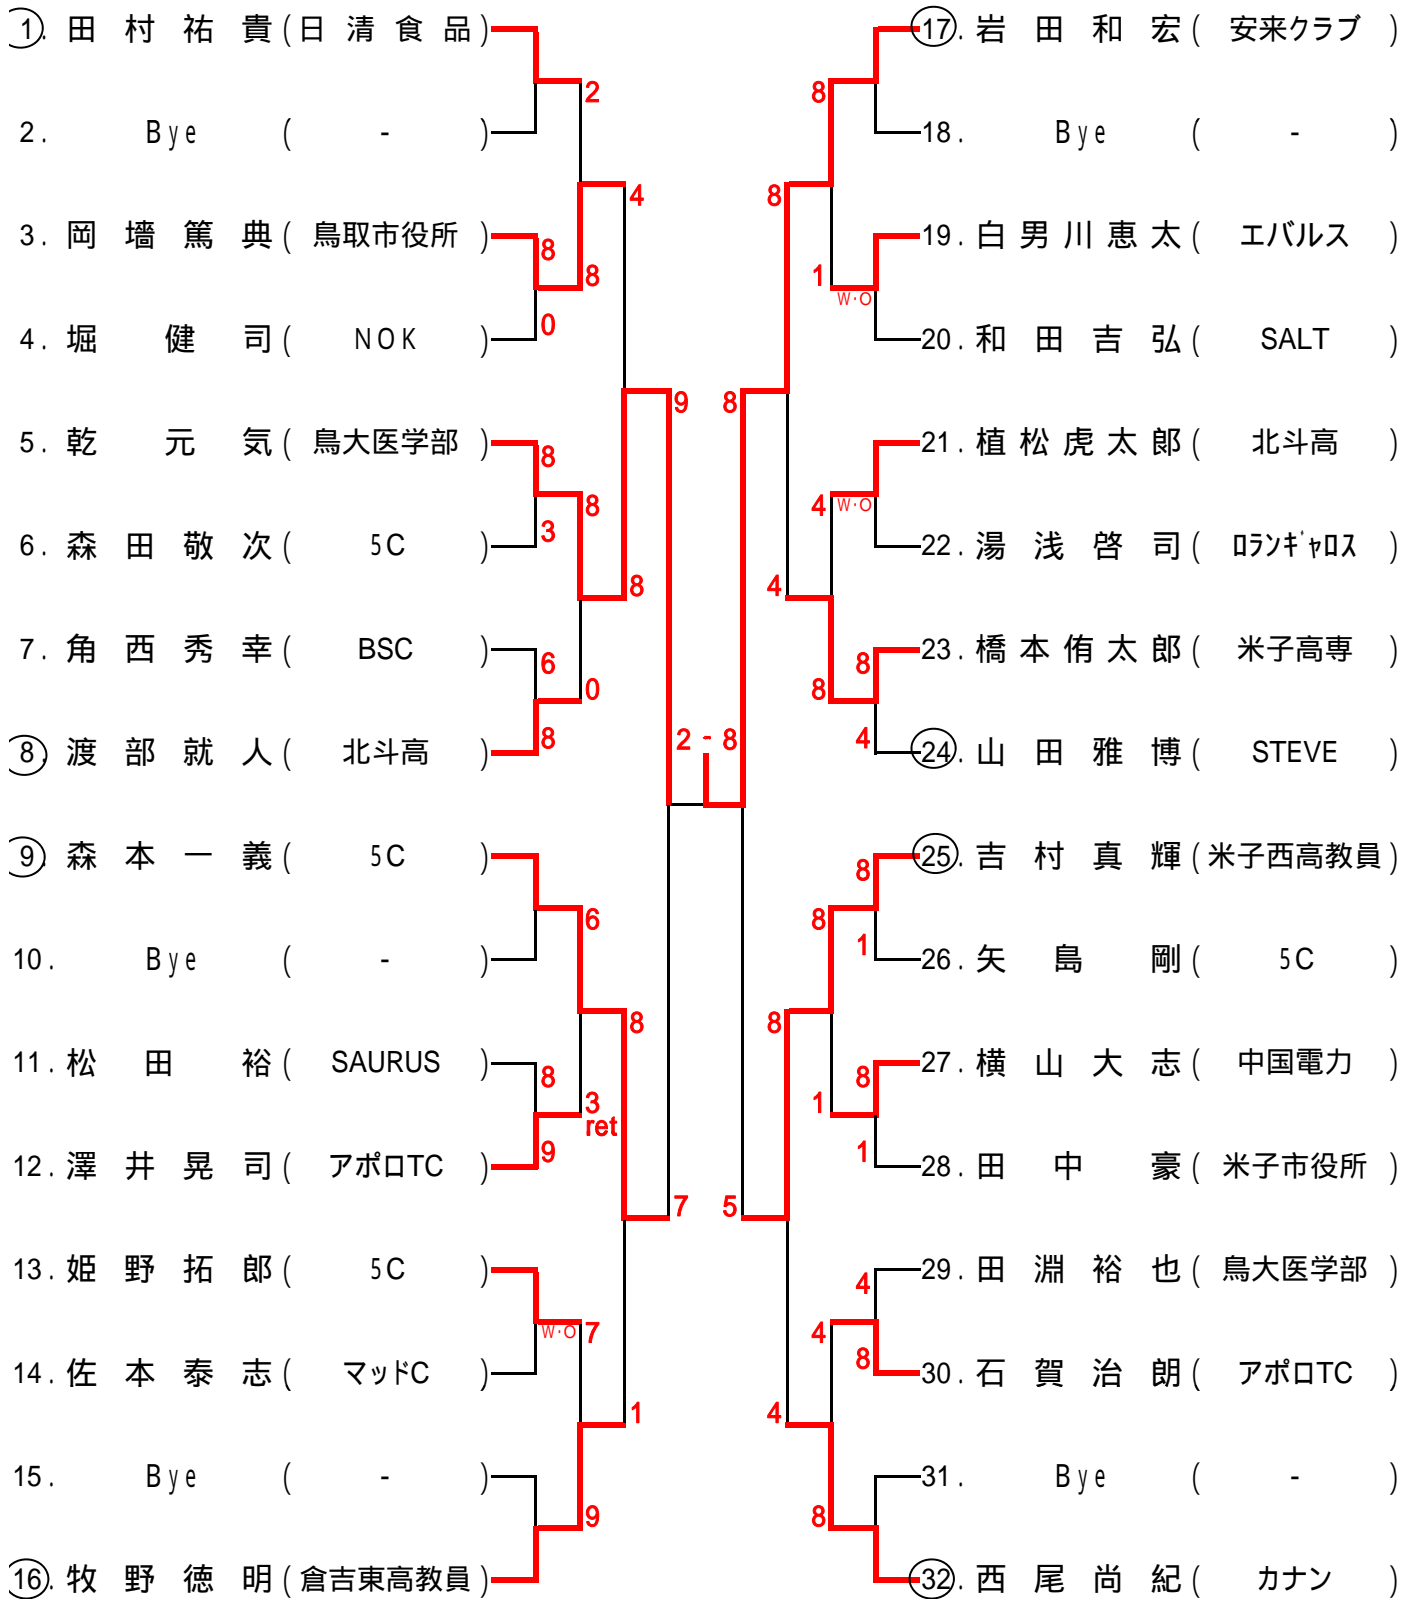 1. 田村祐貴(日清食品)
2
2. Bye ( - )
4
3. 岡墻篤典(鳥取市役所)
8
8
0
4. 堀健司(NOK)
9
5. 乾元気(鳥大医学部)
8
8
3
6. 森田敬次(5C)
8
7. 角西秀幸(BSC)
6
0
8
8. 渡部就人(北斗高)
9. 森本一義(5C)
6
10. Bye ( - )
8
11. 松田裕(SAURUS)
8
3
ret
9
12. 澤井晃司(アポロTC)
7
13. 姫野拓郎(5C)
W・O 7
14. 佐本泰志(マッドC)
1
15. Bye ( - )
9
16. 牧野徳明(倉吉東高教員)
2 - 8
17. 岩田和宏(安来クラブ)
8
18. Bye ( - )
8
19. 白男川恵太(エバルス)
1
W・O
20. 和田吉弘(SALT)
8
21. 植松虎太郎(北斗高)
4 W・O
22. 湯浅啓司(ロランギャロス)
4
23. 橋本侑太郎(米子高専)
8
8
4
24. 山田雅博(STEVE)
25. 吉村真輝(米子西高教員)
8
8
1
26. 矢島剛(5C)
8
27. 横山大志(中国電力)
8
1
1
28. 田中豪(米子市役所)
5
29. 田淵裕也(鳥大医学部)
4
4
8
30. 石賀治朗(アポロTC)
4
31. Bye ( - )
8
32. 西尾尚紀(カナン)